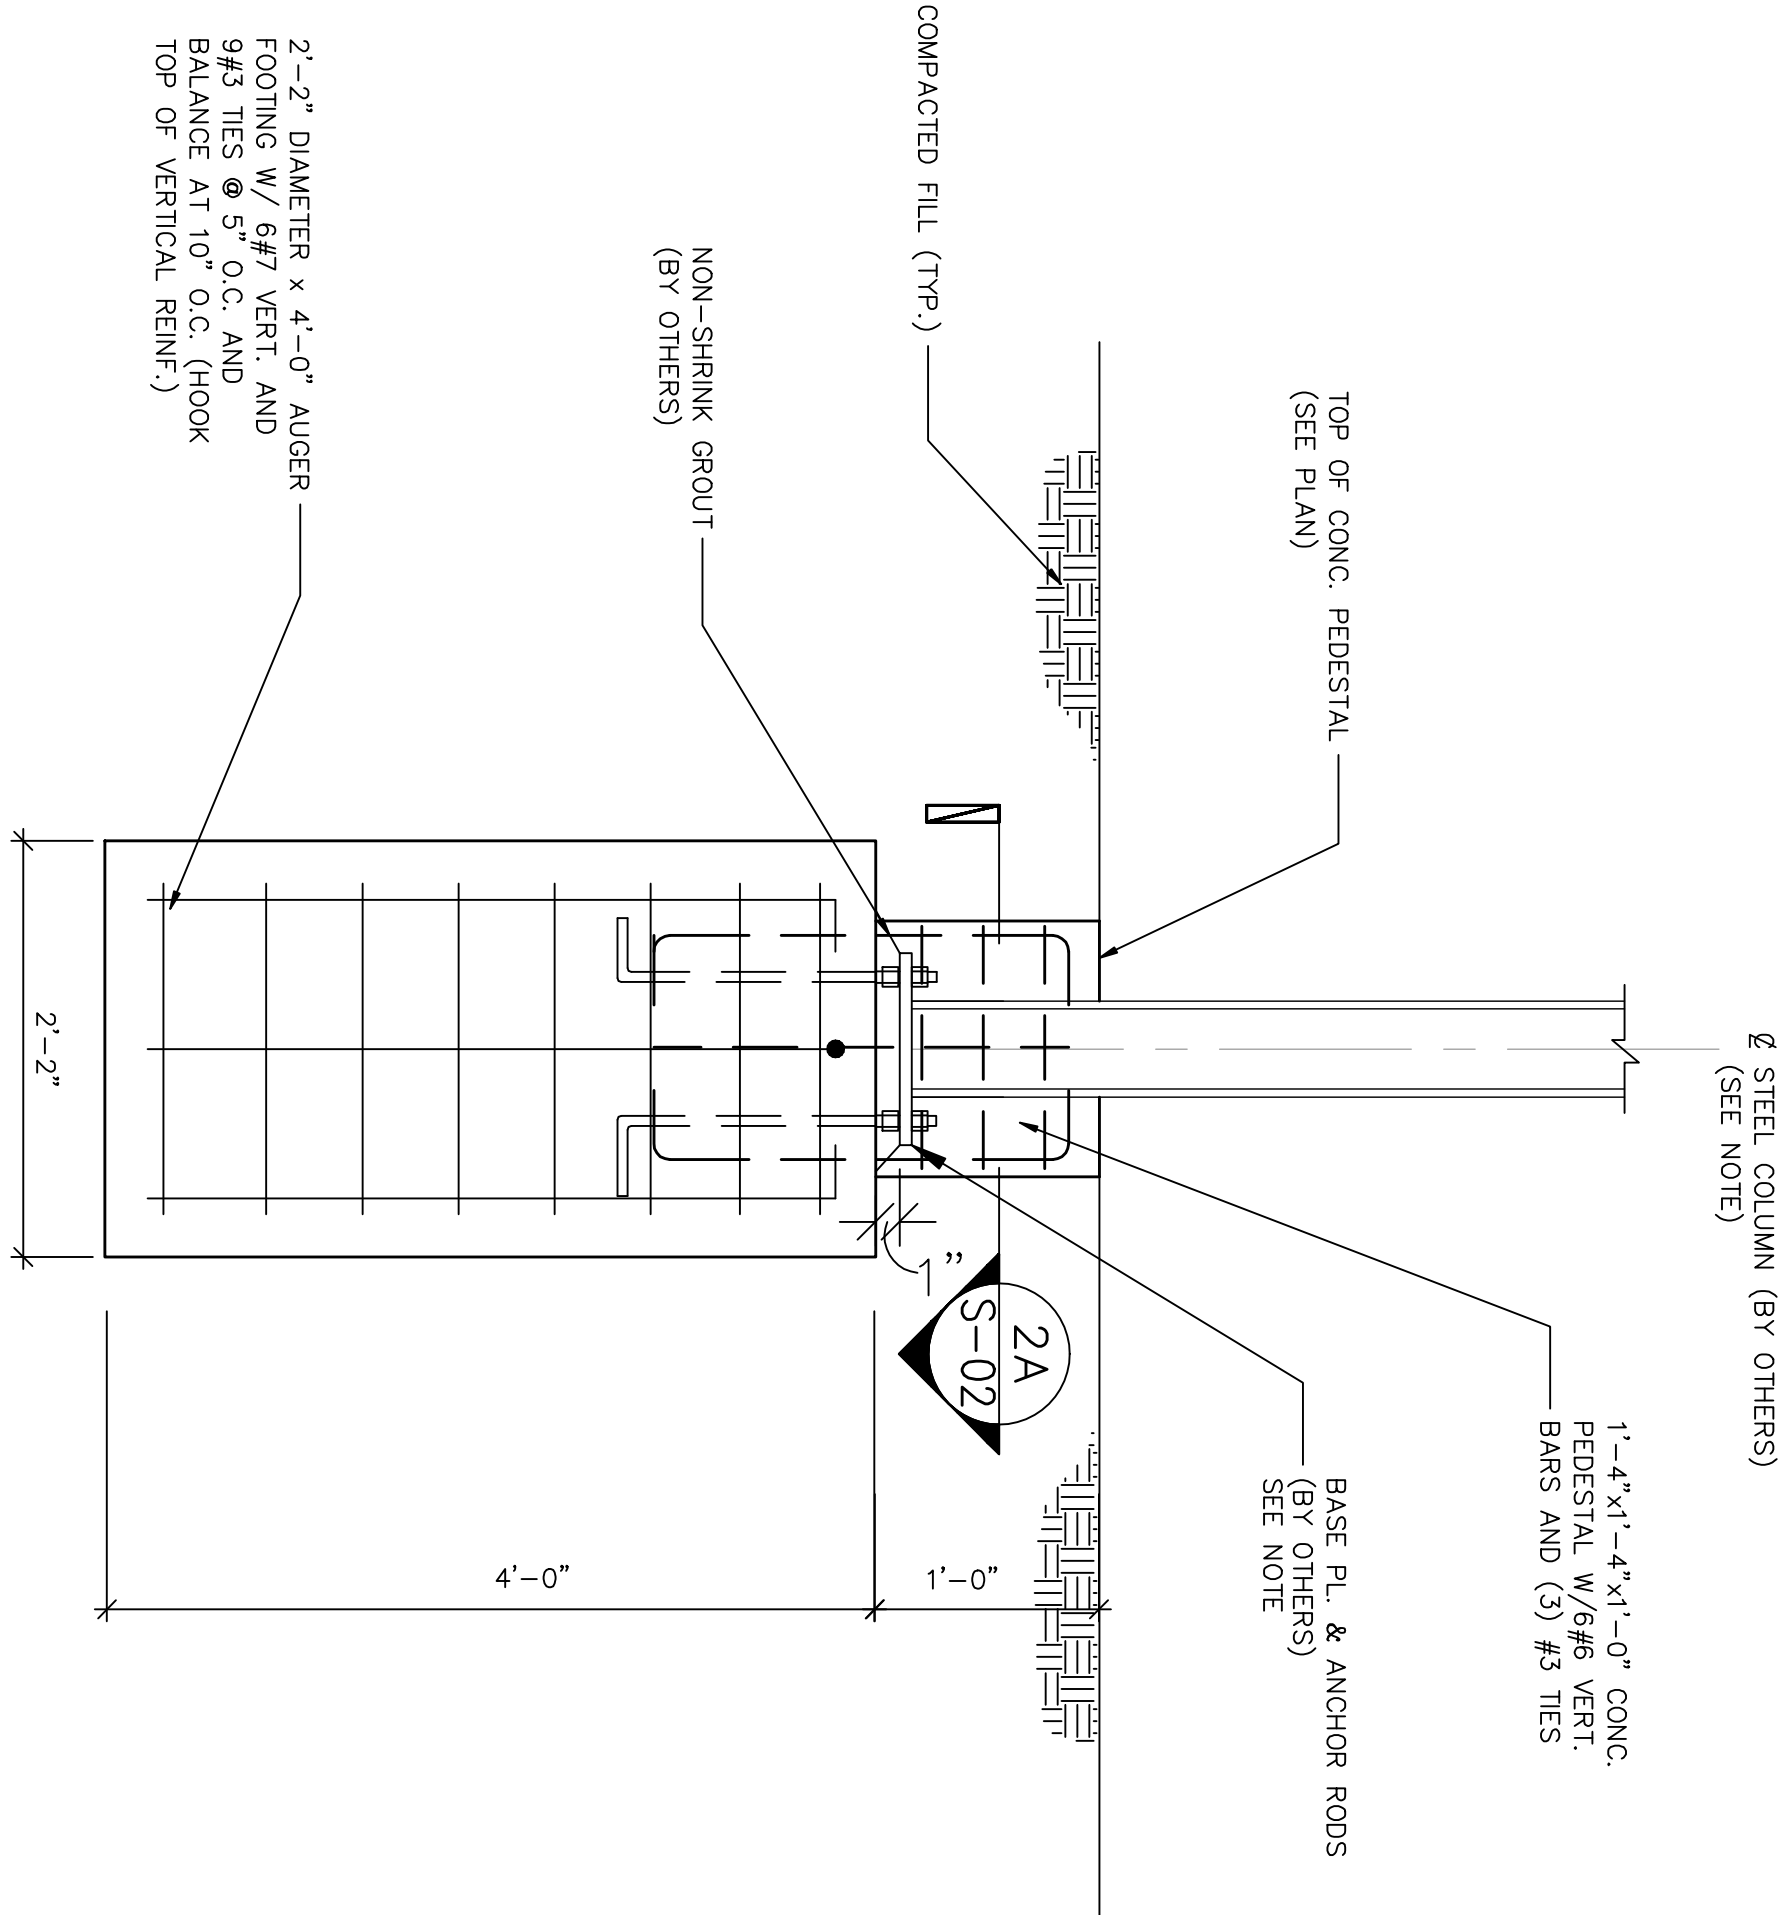 ₵ STEEL COLUMN (BY OTHERS)
(SEE NOTE)
1'-4"x1'-4"x1'-0" CONC.
PEDESTAL W/6#6 VERT.
BARS AND (3) #3 TIES
TOP OF CONC. PEDESTAL
(SEE PLAN)
BASE PL. & ANCHOR RODS
(BY OTHERS)
SEE NOTE
COMPACTED FILL (TYP.)
2A
S-02
1"
1'-0"
NON-SHRINK GROUT
(BY OTHERS)
4'-0"
2'-2" DIAMETER x 4'-0" AUGER
FOOTING W/ 6#7 VERT. AND
9#3 TIES @ 5" O.C. AND
BALANCE AT 10" O.C. (HOOK
TOP OF VERTICAL REINF.)
2'-2"